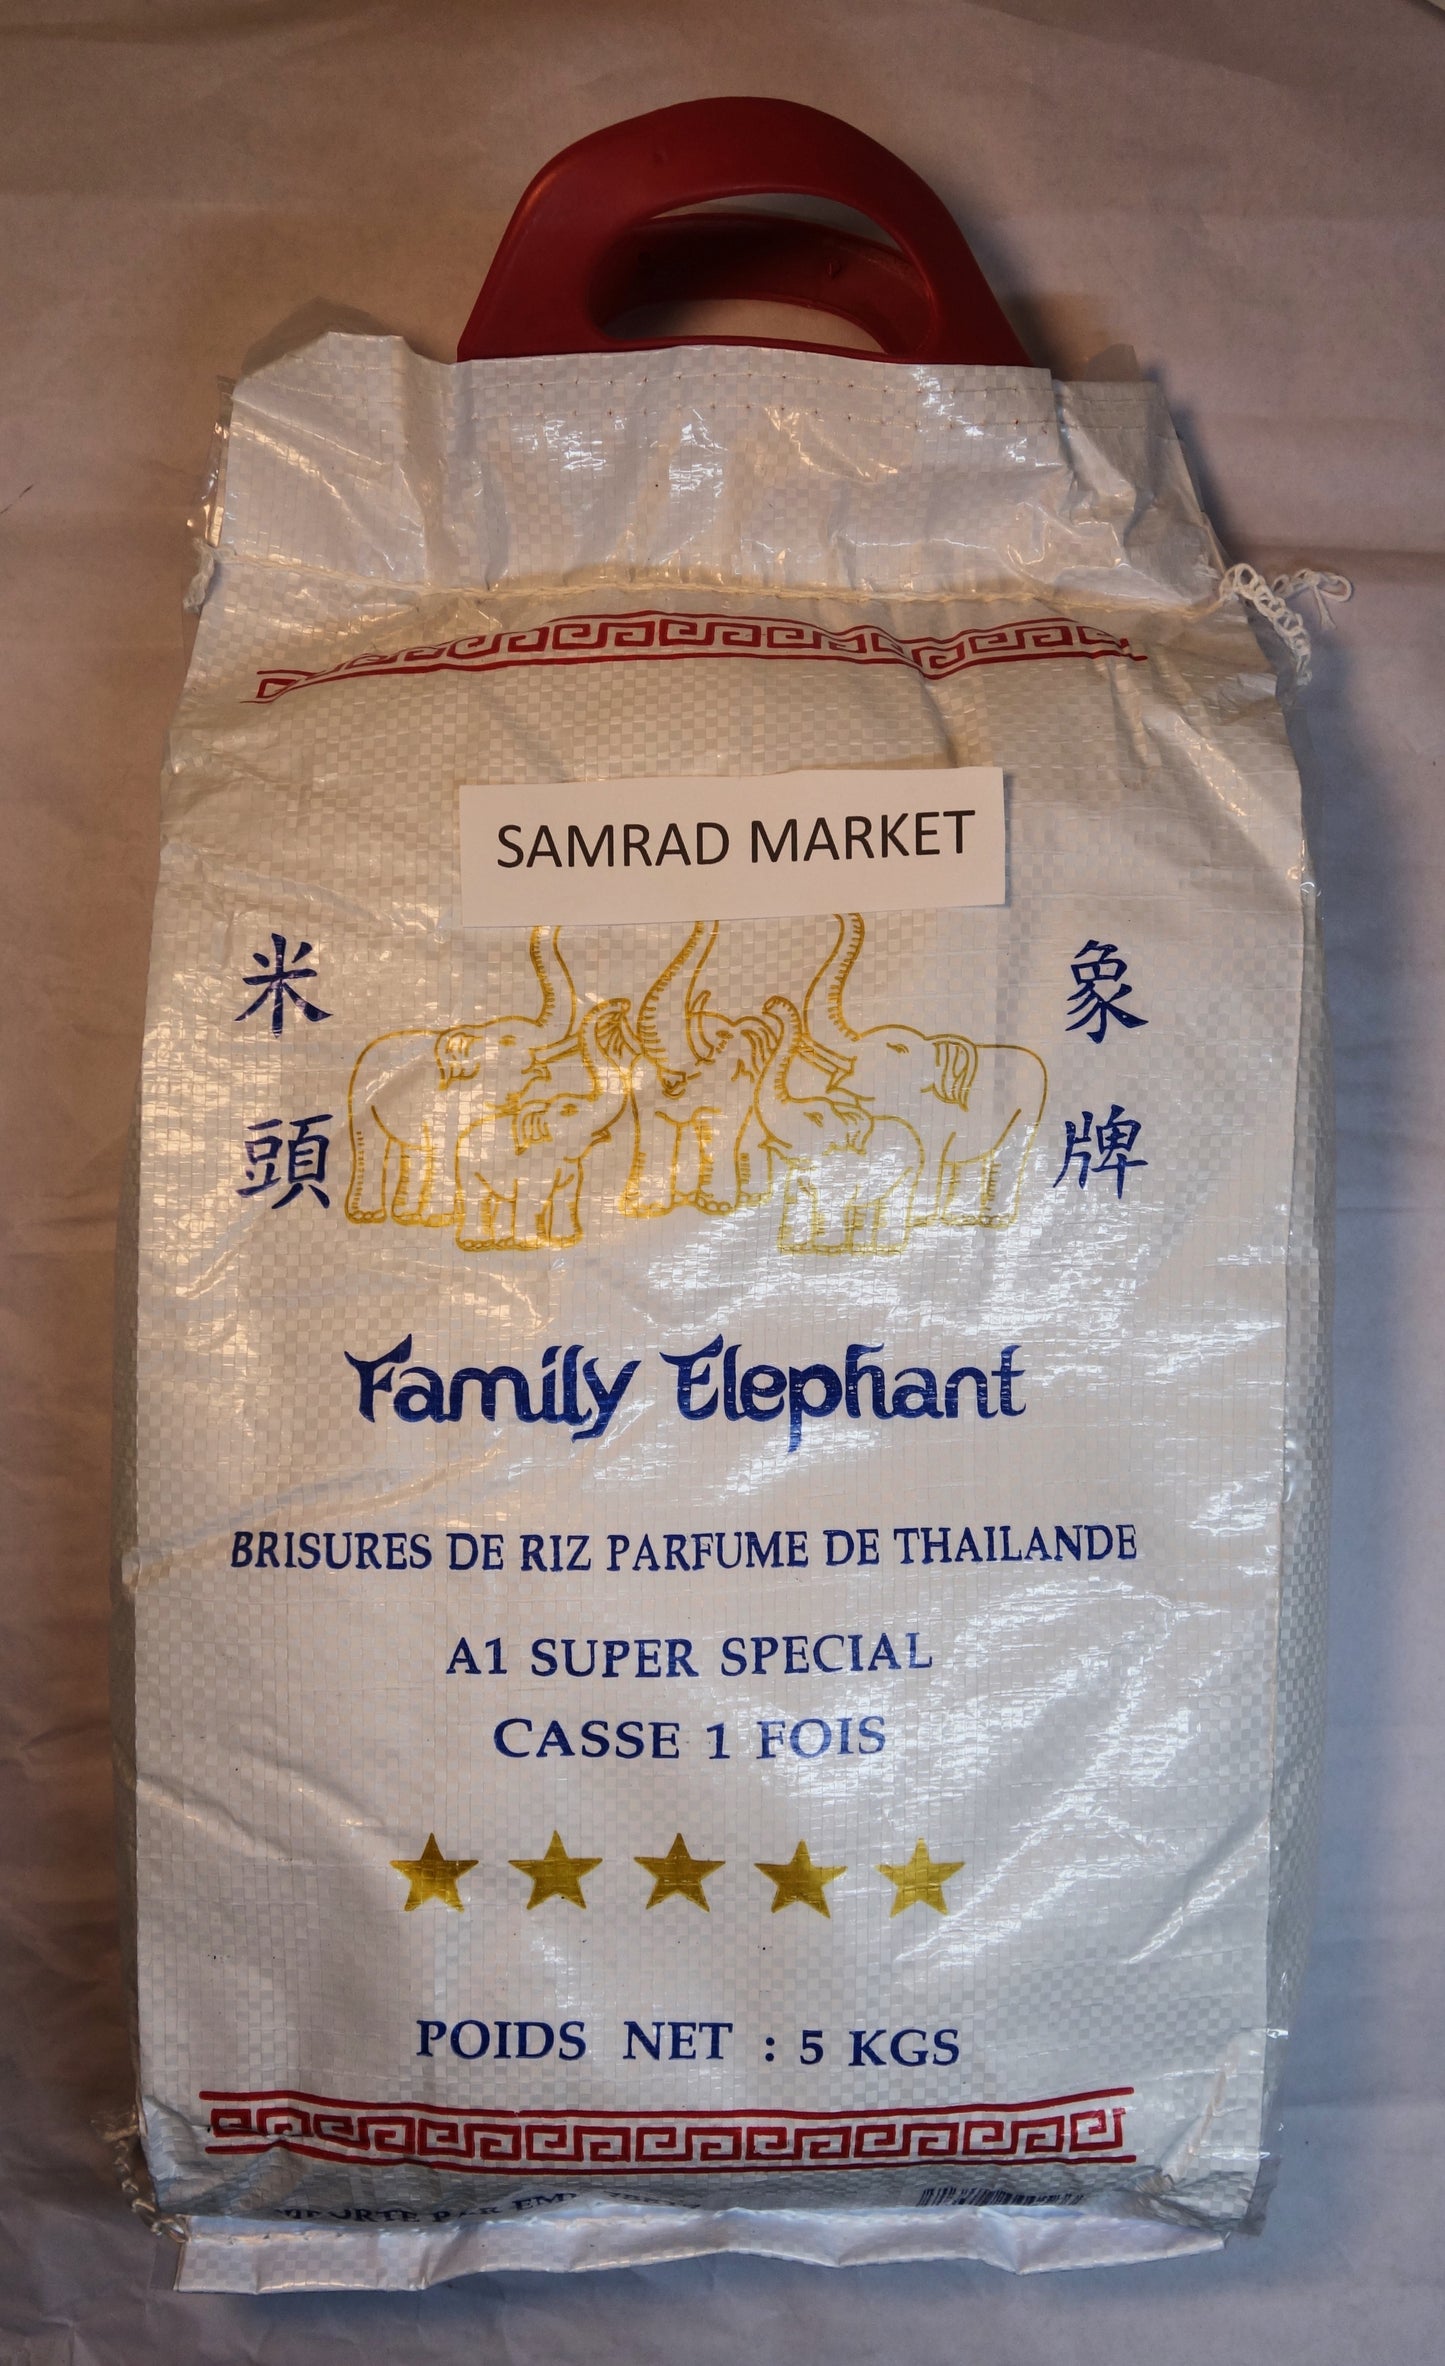 SAMRAD MARKET
米頭
象牌
Family Elephant
BRISURES DE RIZ PARFUME DE THAILANDE
A1 SUPER SPECIAL
CASSE 1 FOIS
POIDS NET : 5 KGS
PAR